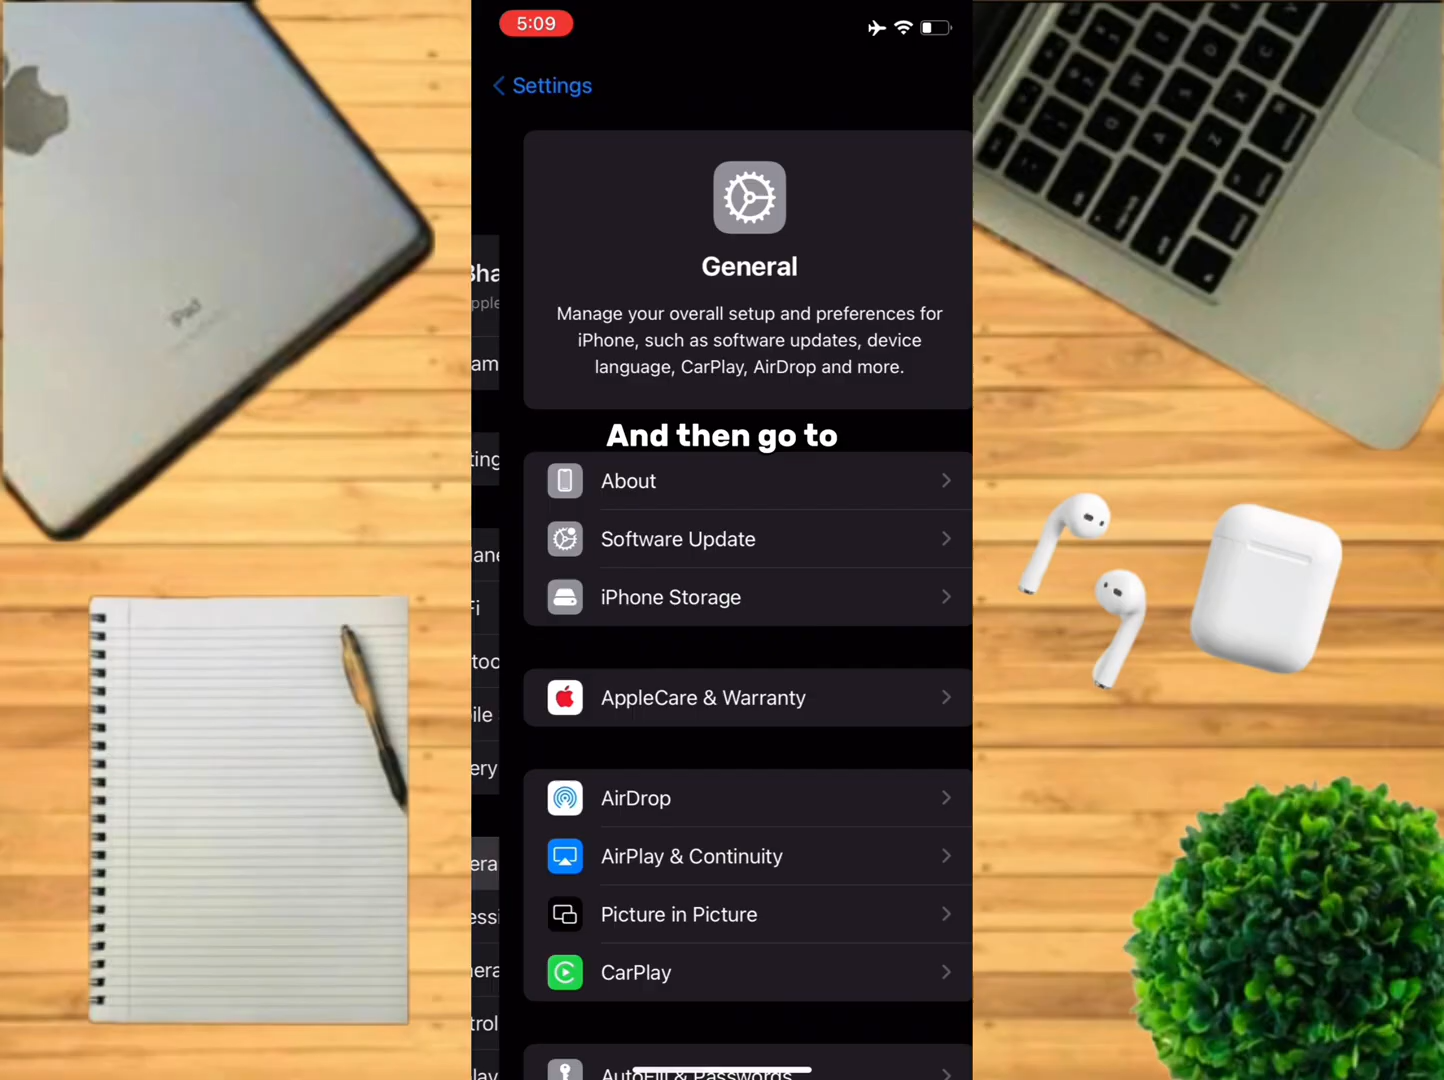 5:09
Settings
General
Manage your overall setup and preferences for
iPhone, such as software updates, device
language, CarPlay, AirDrop and more.
And then go to
About
Software Update
iPhone Storage
AppleCare & Warranty
AirDrop
AirPlay & Continuity
Picture in Picture
CarPlay
AutoFill & Passwords
iPad